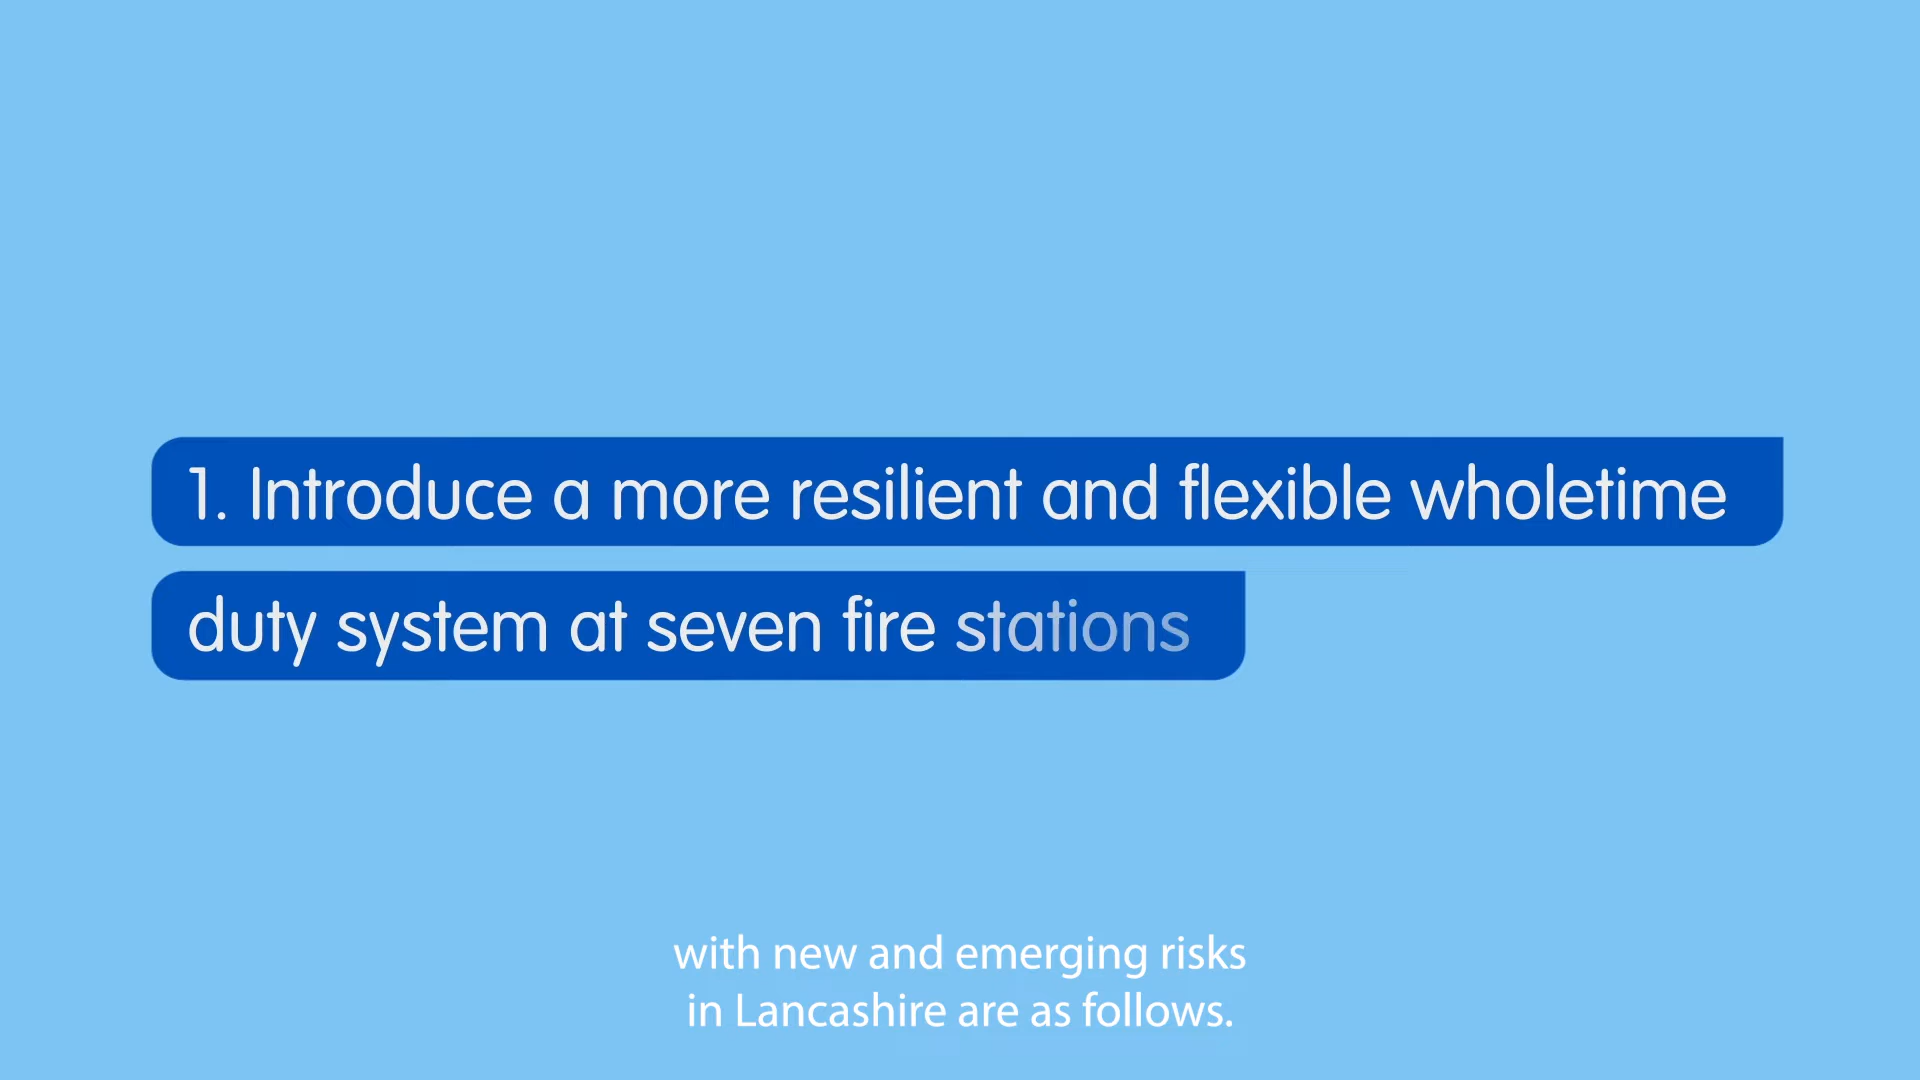 1. Introduce a more resilient and flexible wholetime
duty system at seven fire stations
with new and emerging risks
in Lancashire are as follows.